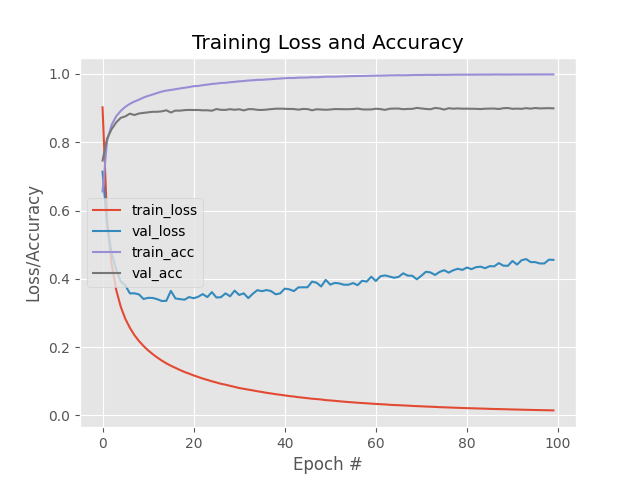 Training Loss and Accuracy
1.0
0.8
0.6
0.4
0.2
0.0
Loss/Accuracy
train_loss
val_loss
train_acc
val_acc
0 20 40 60 80 100
Epoch #